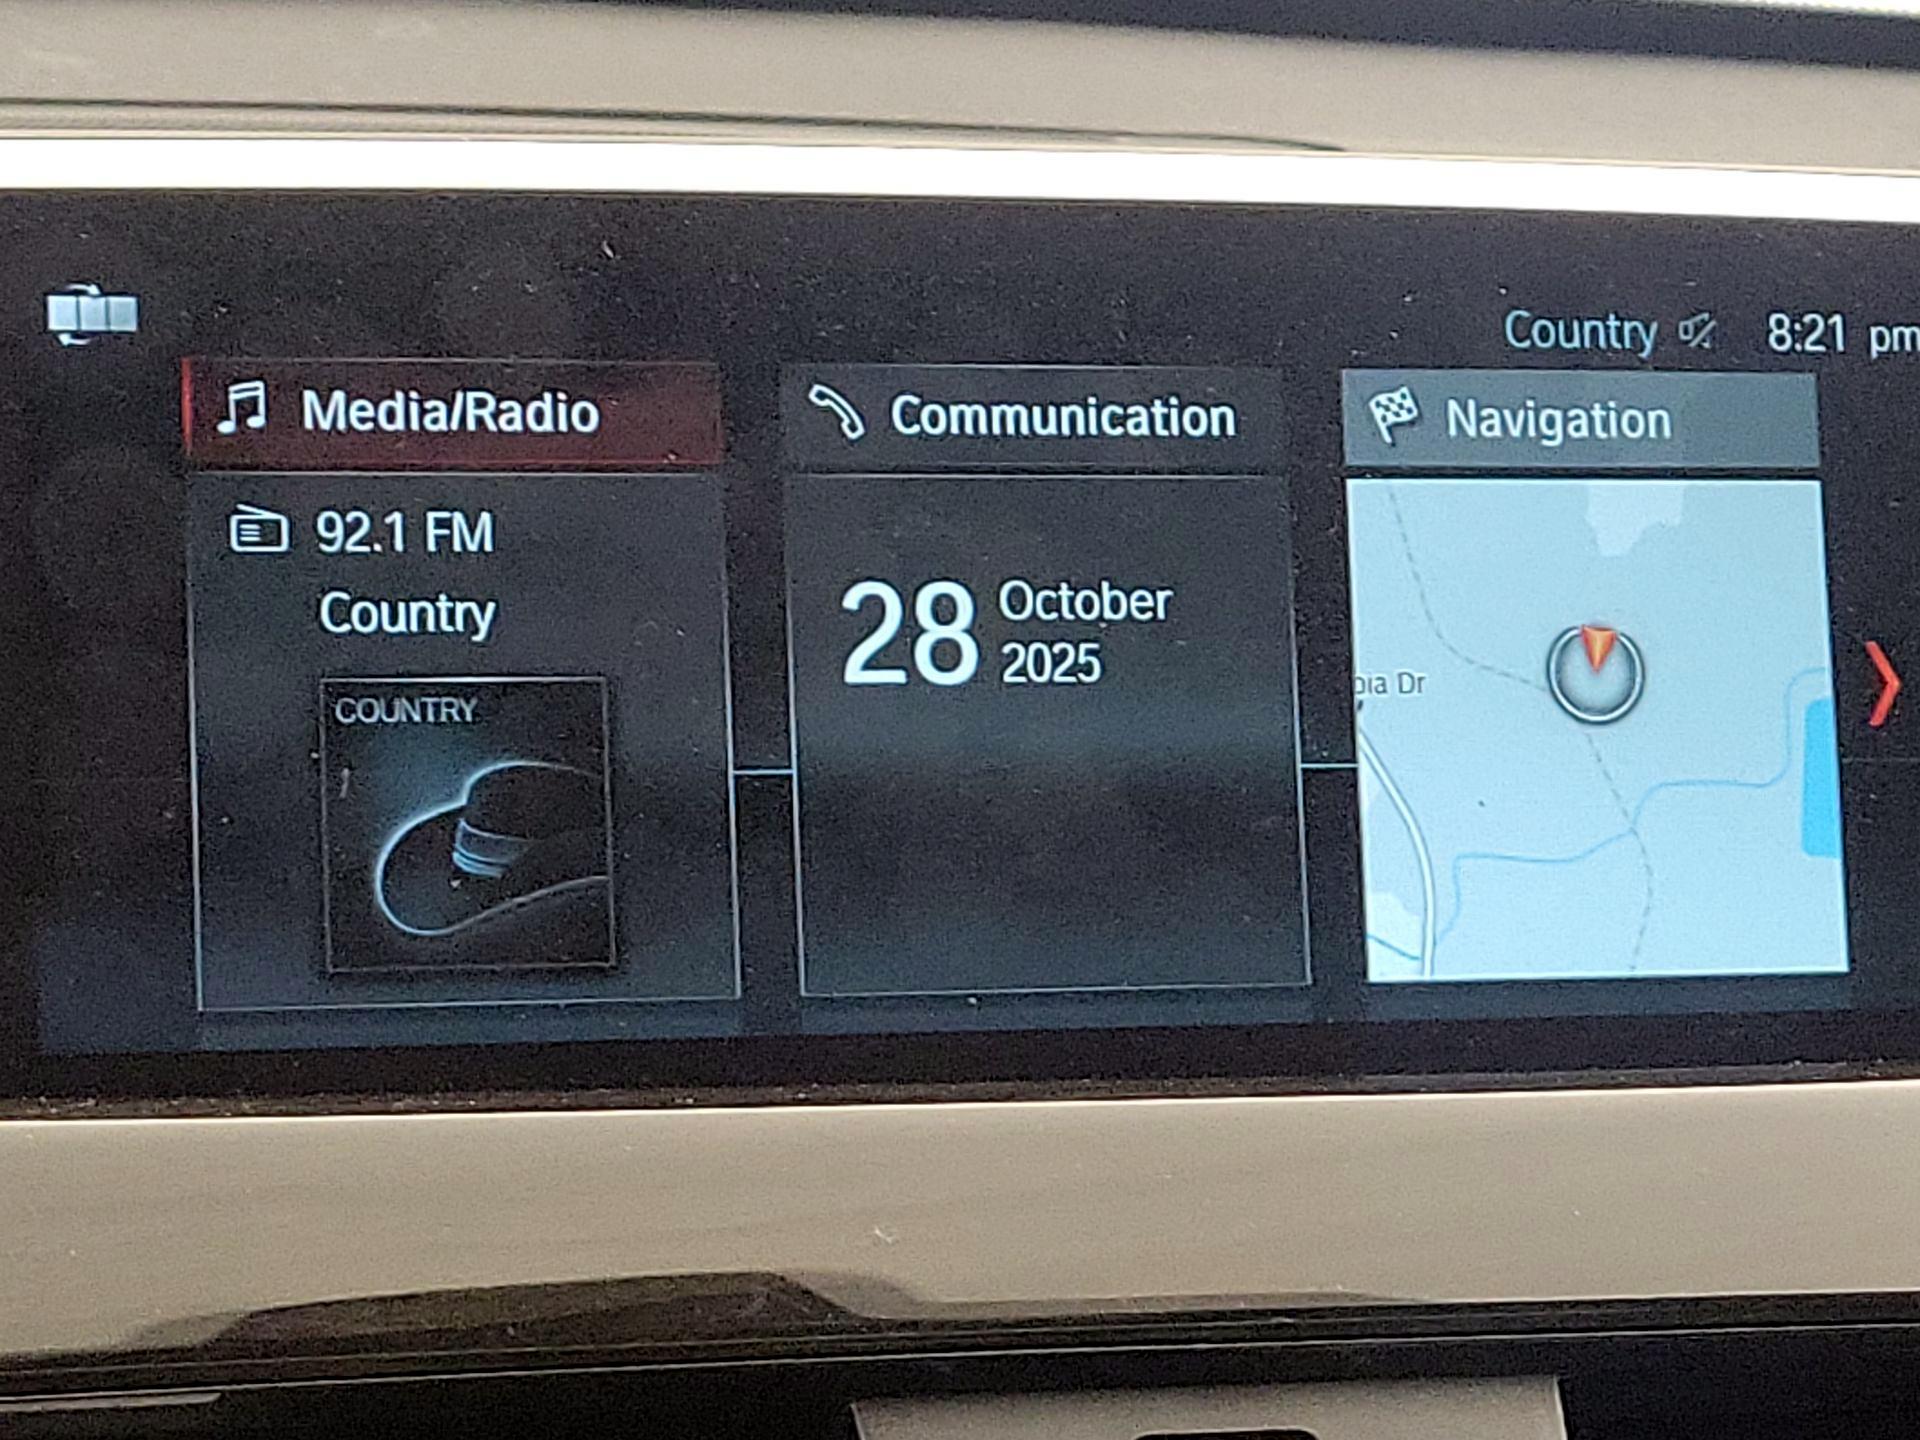 Country 8:21 pm
Media/Radio
92.1 FM
Country
COUNTRY
Communication
28 October
2025
Navigation
Dr